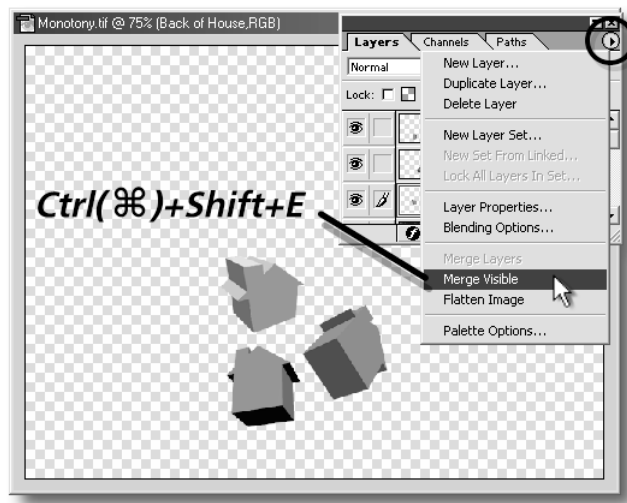 Monotony.tif @ 75% (Back of House,RGB)
Layers Channels Paths
Normal
Lock:
New Layer...
Duplicate Layer...
Delete Layer
New Layer Set...
New Set From Linked...
Lock All Layers In Set...
Layer Properties...
Blending Options...
Merge Layers
Merge Visible
Flatten Image
Palette Options...
Ctrl(⌘)+Shift+E